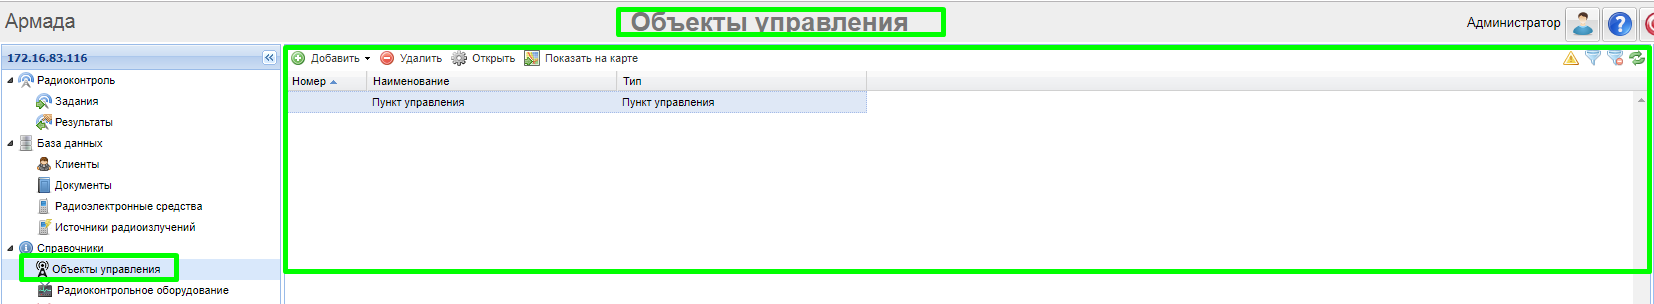 Армада
Объекты управления
Администратор
172.16.83.116
Радиоконтроль
Задания
Результаты
База данных
Клиенты
Документы
Радиоэлектронные средства
Источники радиоизлучений
Справочники
Объекты управления
Радиоконтрольное оборудование
Добавить Удалить Открыть Показать на карте
Номер Наименование Тип
Пункт управления Пункт управления